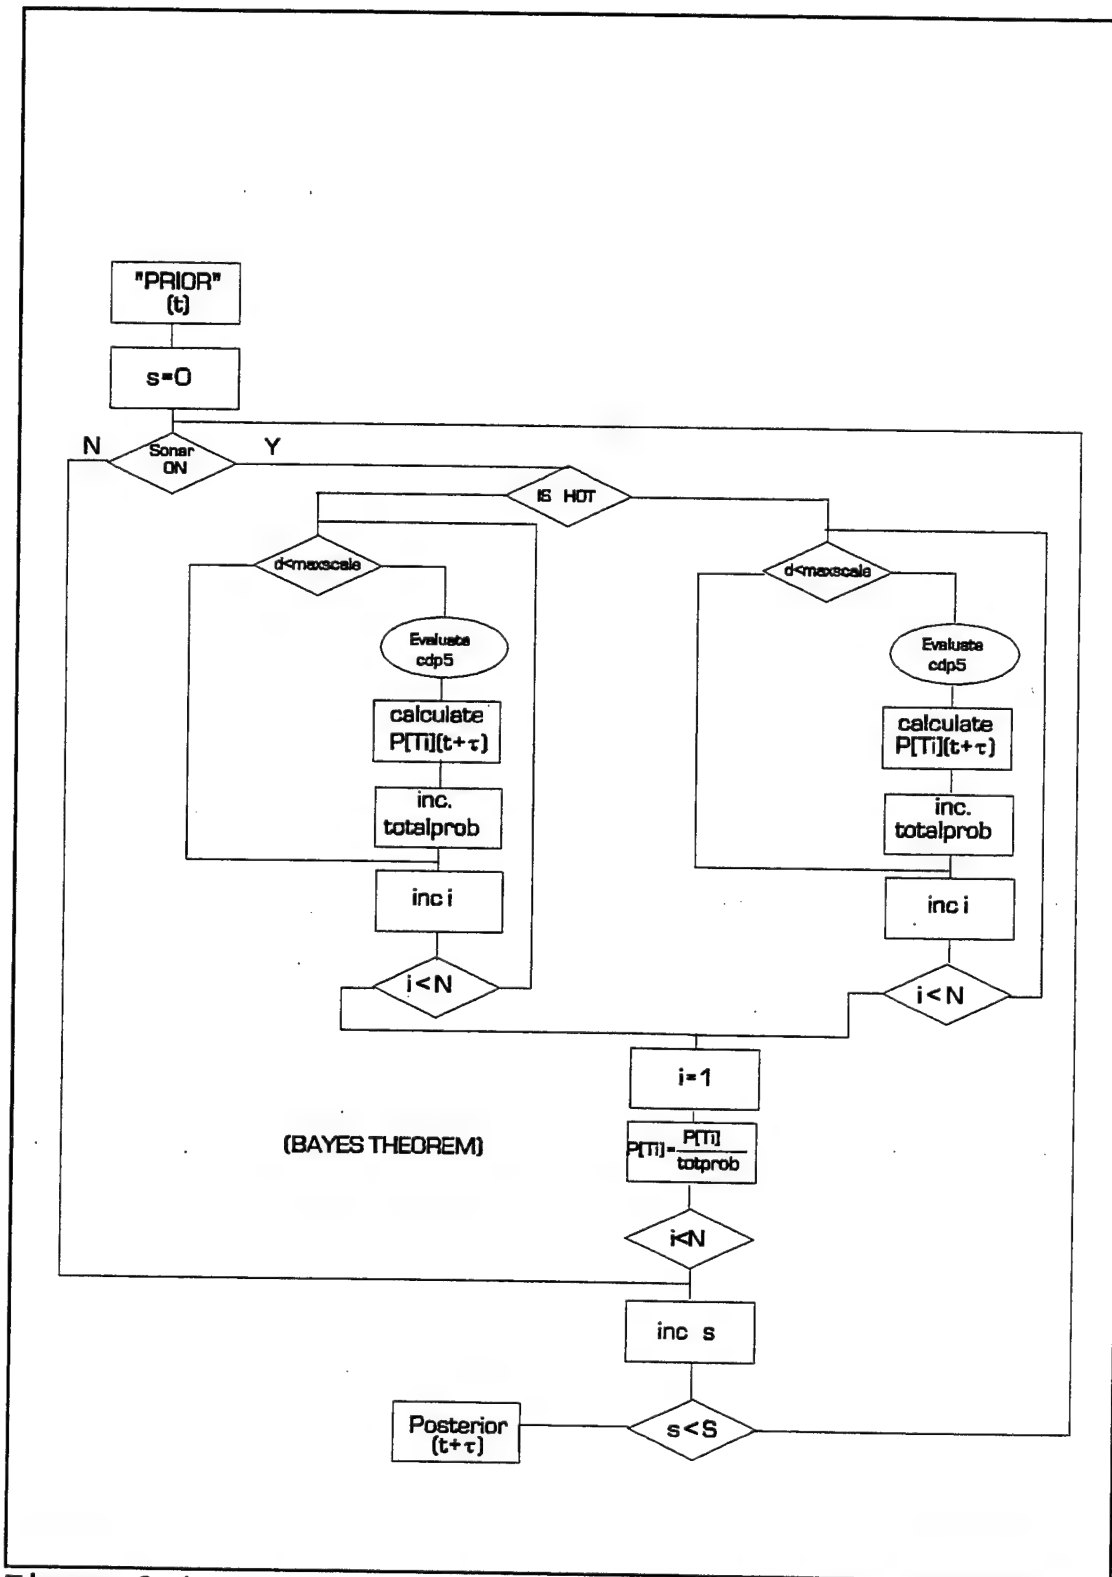 "PRIOR"
(t)
s=0
N
Sonar
ON
Y
IS HOT
d<maxscale
d<maxscale
Evaluate
cdp5
Evaluate
cdp5
calculate
P[Ti](t+τ)
calculate
P[Ti](t+τ)
inc.
totalprob
inc.
totalprob
inc i
inc i
i<N
i<N
i=1
(BAYES THEOREM)
P[Ti]=P[Ti]
totprob
i<N
inc s
Posterior
(t+τ)
s<S